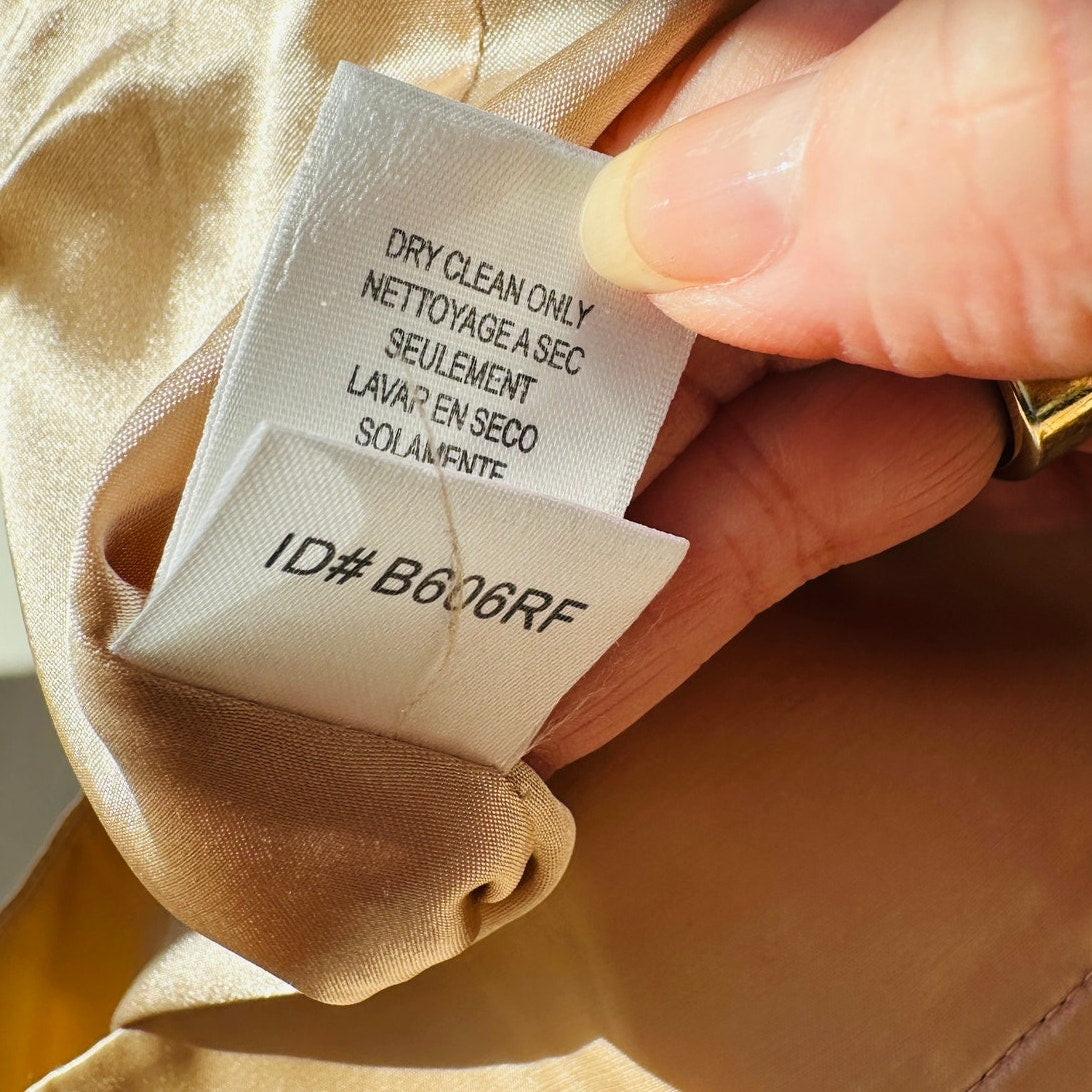 DRY CLEAN ONLY
NETTOYAGE A SEC
SEULEMENT
LAVAR EN SECO
SOLAMENTE
ID# B606RF